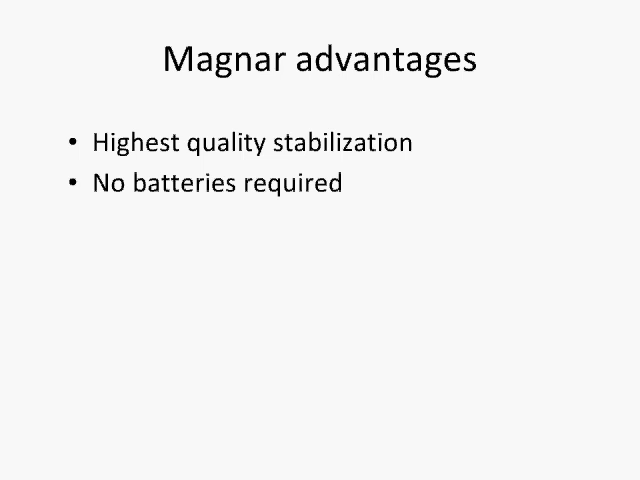 Magnar advantages
• Highest quality stabilization
• No batteries required